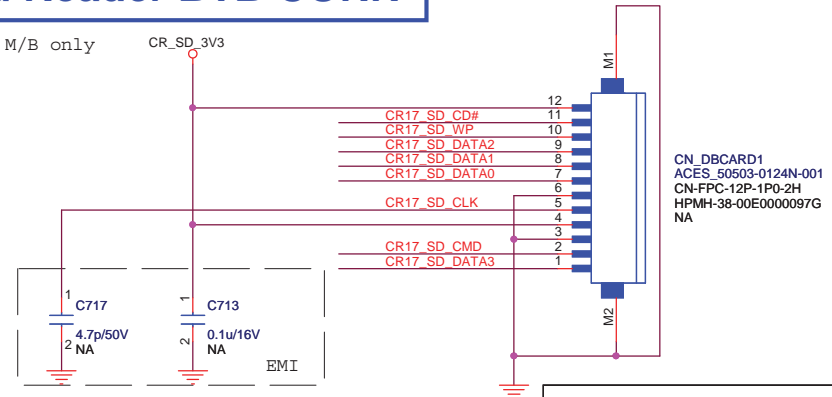 M/B only
CR_SD_3V3
M1
12
CR17_SD_CD#
11
CR17_SD_WP
10
CR17_SD_DATA2
9
CR17_SD_DATA1
8
CR17_SD_DATA0
7
6
CR17_SD_CLK
5
4
3
CR17_SD_CMD
2
CR17_SD_DATA3
1
CN_DBCARD1
ACES_50503-0124N-001
CN-FPC-12P-1P0-2H
HPMH-38-00E0000097G
NA
M2
1
C717
4.7p/50V
2
NA
1
C713
0.1u/16V
2
NA
EMI